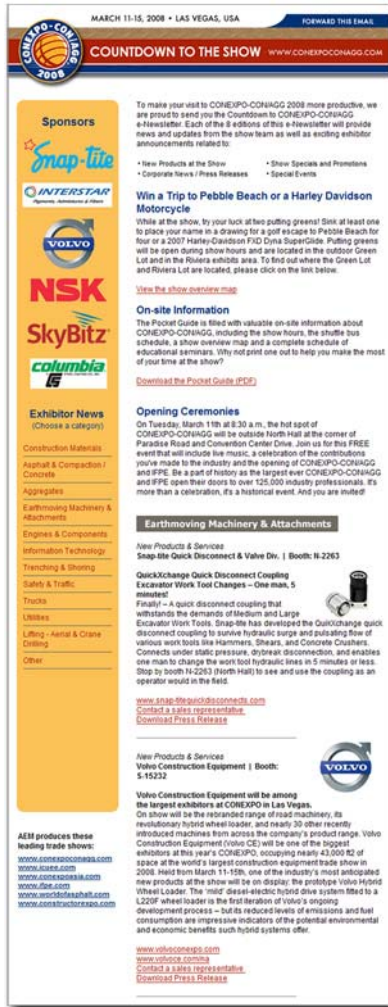 MARCH 11-15, 2008 • LAS VEGAS, USA
FORWARD THIS EMAIL
CONEXPO-CON/AGG
2008
COUNTDOWN TO THE SHOW
WWW.CONEXPOCONAGG.COM
Sponsors
Snap-tite
INTERSTAR
Pigments, Admixtures & Fibers
VOLVO
NSK
SkyBitz
columbia
Exhibitor News
(Choose a category)
Construction Materials
Asphalt & Compaction /
Concrete
Aggregates
Earthmoving Machinery &
Attachments
Engines & Components
Information Technology
Trenching & Shoring
Safety & Traffic
Trucks
Utilities
Lifting - Aerial & Crane
Drilling
Other
AEM produces these
leading trade shows:
www.conexpoconagg.com
www.icuee.com
www.conexpoasia.com
www.ifpe.com
www.worldofasphalt.com
www.constructorexpo.com
To make your visit to CONEXPO-CON/AGG 2008 more productive, we
are proud to send you the Countdown to CONEXPO-CON/AGG
e-Newsletter. Each of the 8 editions of this e-Newsletter will provide
news and updates from the show team as well as exciting exhibitor
announcements related to:
• New Products at the Show
• Show Specials and Promotions
• Corporate News / Press Releases
• Special Events
Win a Trip to Pebble Beach or a Harley Davidson
Motorcycle
While at the show, try your luck at two putting greens! Sink at least one
to place your name in a drawing for a golf escape to Pebble Beach for
four or a 2007 Harley-Davidson FXD Dyna SuperGlide. Putting greens
will be open during show hours and are located in the outdoor Green
Lot and in the Riviera exhibits area. To find out where the Green Lot
and Riviera Lot are located, please click on the link below.
View the show overview map
On-site Information
The Pocket Guide is filled with valuable on-site information about
CONEXPO-CON/AGG, including the show hours, the shuttle bus
schedule, a show overview map and a complete schedule of
educational seminars. Why not print one out to help you make the most
of your time at the show?
Download the Pocket Guide (PDF)
Opening Ceremonies
On Tuesday, March 11th at 8:30 a.m., the hot spot of
CONEXPO-CON/AGG will be outside North Hall at the corner of
Paradise Road and Convention Center Drive. Join us for this FREE
event that will include live music, a celebration of the contributions
you've made to the industry and the opening of CONEXPO-CON/AGG
and IFPE. Be a part of history as the largest ever CONEXPO-CON/AGG
and IFPE open their doors to over 125,000 industry professionals. It's
more than a celebration, it's a historical event. And you are invited!
Earthmoving Machinery & Attachments
New Products & Services
Snap-tite Quick Disconnect & Valve Div. | Booth: N-2263
QuickXchange Quick Disconnect Coupling
Excavator Work Tool Changes – One man, 5
minutes!
Finally! – A quick disconnect coupling that
withstands the demands of Medium and Large
Excavator Work Tools. Snap-tite has developed the QuickXchange quick
disconnect coupling to survive hydraulic surge and pulsating flow of
various work tools like Hammers, Shears, and Concrete Crushers.
Connects under static pressure, drybreak disconnection, and enables
one man to change the work tool hydraulic lines in 5 minutes or less.
Stop by booth N-2263 (North Hall) to see and use the coupling as an
operator would in the field.
www.snap-titequickdisconnects.com
Contact a sales representative
Download Press Release
New Products & Services
Volvo Construction Equipment | Booth:
S-15232
VOLVO
Volvo Construction Equipment will be among
the largest exhibitors at CONEXPO in Las Vegas.
On show will be the rebranded range of road machinery, its
revolutionary hybrid wheel loader, and nearly 30 other recently
introduced machines from across the company's product range. Volvo
Construction Equipment (Volvo CE) will be one of the biggest
exhibitors at this year's CONEXPO, occupying nearly 43,000 ft2 of
space at the world's largest construction equipment trade show in
2008. Held from March 11-15th, one of the industry's most anticipated
new products at the show will be on display: the prototype Volvo Hybrid
Wheel Loader. The 'mild' diesel-electric hybrid drive system fitted to a
L220F wheel loader is the first iteration of Volvo's ongoing
development process – but its reduced levels of emissions and fuel
consumption are impressive indicators of the potential environmental
and economic benefits such hybrid systems offer.
www.volvoconexpo.com
www.volvoce.com/na
Contact a sales representative
Download Press Release